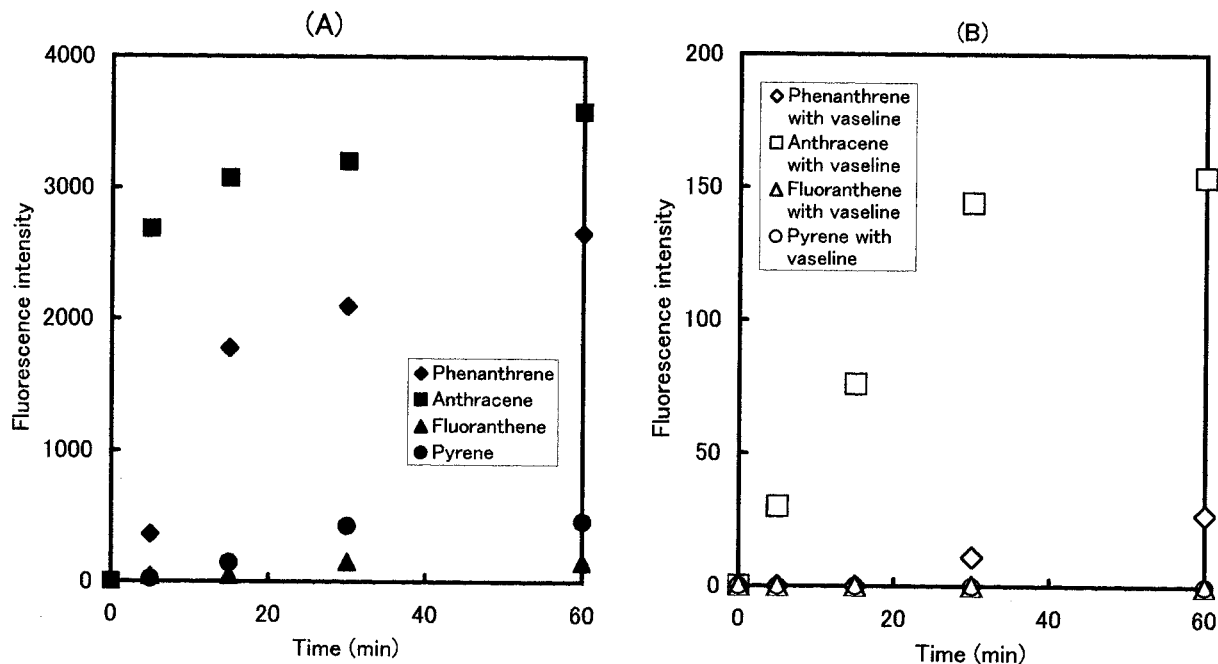 (A)
4000
3000
2000
1000
0
Fluorescence intensity
Phenanthrene
Anthracene
Fluoranthene
Pyrene
0 20 40 60
Time (min)
(B)
200
150
100
50
0
Fluorescence intensity
Phenanthrene
with vaseline
Anthracene
with vaseline
Fluoranthene
with vaseline
Pyrene with
vaseline
0 20 40 60
Time (min)